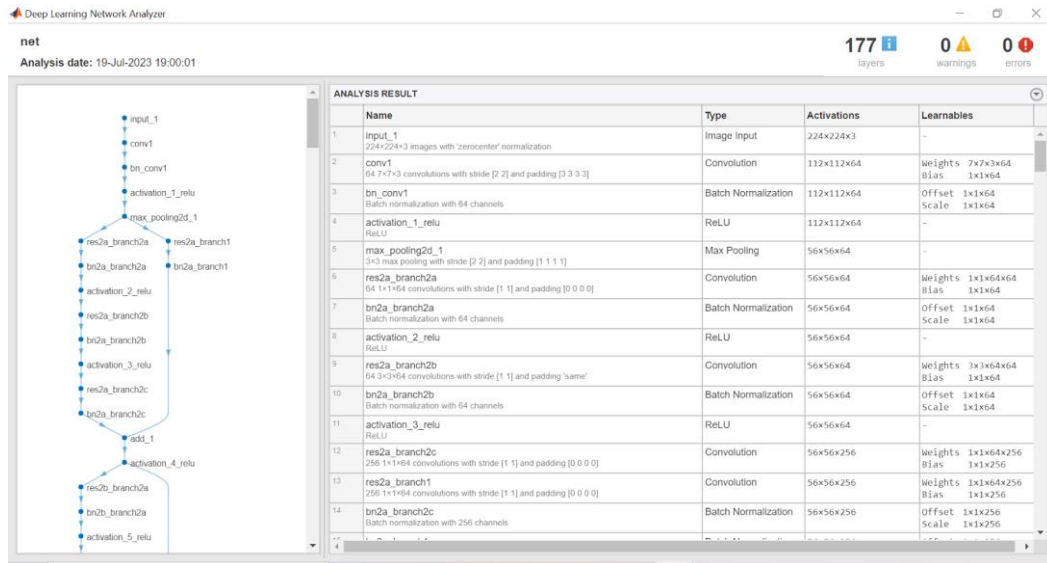 Deep Learning Network Analyzer
net
Analysis date: 19-Jul-2023 19:00:01
177 i
layers
0
warnings
0
errors
input_1
conv1
bn_conv1
activation_1_relu
max_pooling2d_1
res2a_branch2a res2a_branch1
bn2a_branch2a bn2a_branch1
activation_2_relu
res2a_branch2b
bn2a_branch2b
activation_3_relu
res2a_branch2c
bn2a_branch2c
add_1
activation_4_relu
res2b_branch2a
bn2b_branch2a
activation_5_relu
ANALYSIS RESULT
Name Type Activations Learnables
1 input_1 Image Input 224×224×3 -
224×224×3 images with 'zerocenter' normalization
2 conv1 Convolution 112×112×64 Weights 7×7×3×64
64 7×7×3 convolutions with stride [2 2] and padding [3 3 3 3] Bias 1×1×64
3 bn_conv1 Batch Normalization 112×112×64 Offset 1×1×64
Batch normalization with 64 channels Scale 1×1×64
4 activation_1_relu ReLU 112×112×64 -
ReLU
5 max_pooling2d_1 Max Pooling 56×56×64 -
3×3 max pooling with stride [2 2] and padding [1 1 1 1]
6 res2a_branch2a Convolution 56×56×64 Weights 1×1×64×64
64 1×1×64 convolutions with stride [1 1] and padding [0 0 0 0] Bias 1×1×64
7 bn2a_branch2a Batch Normalization 56×56×64 Offset 1×1×64
Batch normalization with 64 channels Scale 1×1×64
8 activation_2_relu ReLU 56×56×64 -
ReLU
9 res2a_branch2b Convolution 56×56×64 Weights 3×3×64×64
64 3×3×64 convolutions with stride [1 1] and padding 'same' Bias 1×1×64
10 bn2a_branch2b Batch Normalization 56×56×64 Offset 1×1×64
Batch normalization with 64 channels Scale 1×1×64
11 activation_3_relu ReLU 56×56×64 -
ReLU
12 res2a_branch2c Convolution 56×56×256 Weights 1×1×64×256
256 1×1×64 convolutions with stride [1 1] and padding [0 0 0 0] Bias 1×1×256
13 res2a_branch1 Convolution 56×56×256 Weights 1×1×64×256
256 1×1×64 convolutions with stride [1 1] and padding [0 0 0 0] Bias 1×1×256
14 bn2a_branch2c Batch Normalization 56×56×256 Offset 1×1×256
Batch normalization with 256 channels Scale 1×1×256